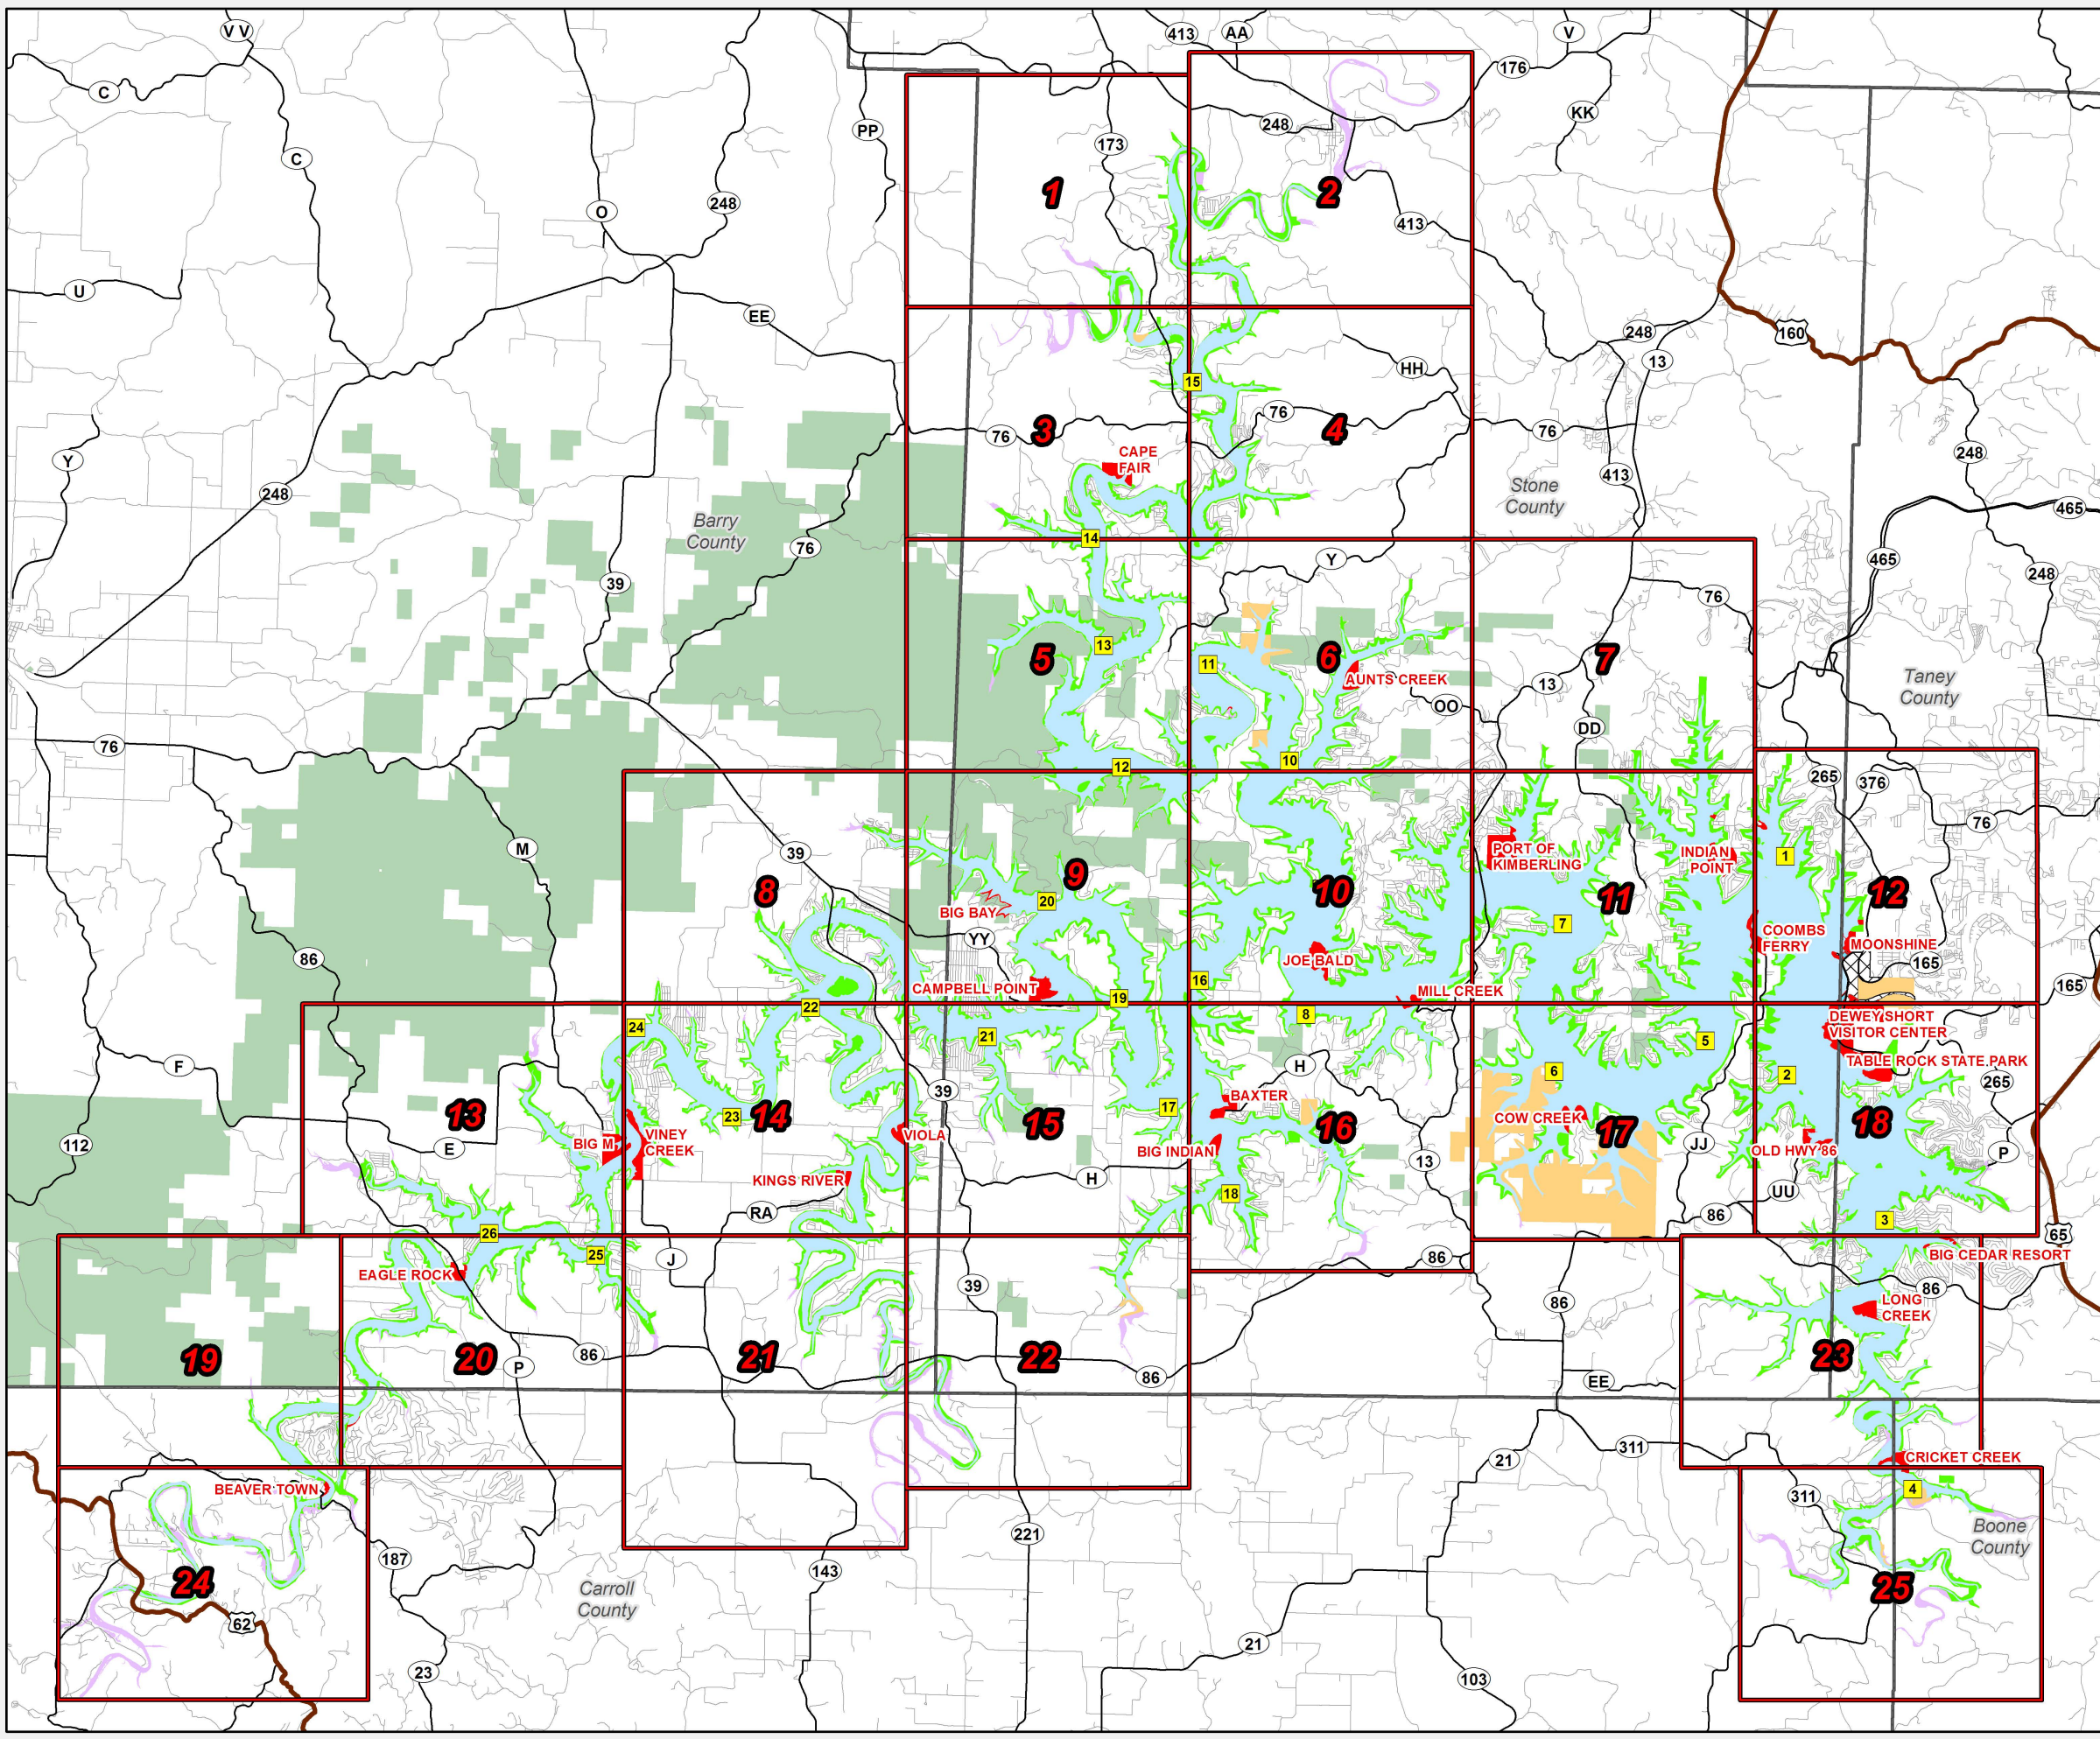 V V
413
AA
V
176
C
KK
PP
248
173
C
1
2
248
O
413
U
EE
248
160
13
15
HH
76
76
3
4
76
248
Y
CAPE
FAIR
413
248
Stone
County
465
Barry
County
76
14
Y
465
248
39
76
13
5
11
6
7
AUNTS CREEK
13
Taney
County
OO
DD
76
12
10
265
376
76
M
39
PORT OF
KIMBERLING
INDIAN
POINT
1
8
9
10
11
12
20
BIG BAY
7
COOMBS
FERRY
YY
MOONSHINE
86
JOE BALD
165
CAMPBELL POINT
16
MILL CREEK
165
19
22
8
24
21
5
DEWEY SHORT
VISITOR CENTER
TABLE ROCK STATE PARK
F
H
6
2
265
39
BAXTER
13
23
14
15
17
16
COW CREEK
17
18
112
E
BIG M
VINEY
CREEK
VIOLA
BIG INDIAN
JJ
OLD HWY 86
P
KINGS RIVER
H
13
18
UU
RA
86
3
26
25
J
86
65
BIG CEDAR RESORT
EAGLE ROCK
39
86
86
LONG
CREEK
19
20
P
86
21
22
86
23
EE
21
311
CRICKET CREEK
BEAVER TOWN
4
311
221
Boone
County
187
143
24
Carroll
County
25
62
21
23
103